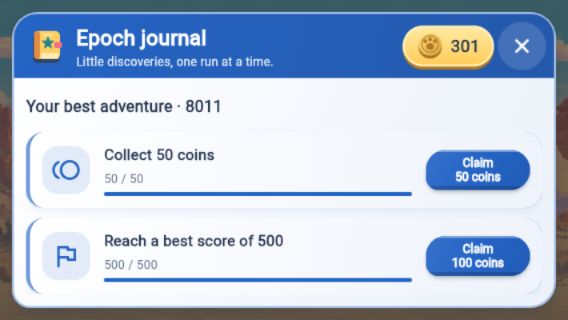 Epoch journal
Little discoveries, one run at a time.
301
Your best adventure · 8011
Collect 50 coins
50 / 50
Claim
50 coins
Reach a best score of 500
500 / 500
Claim
100 coins